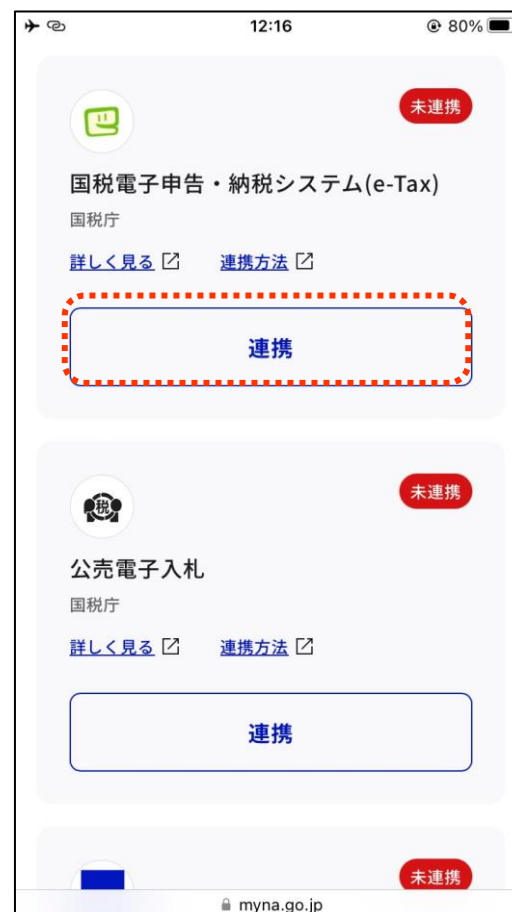 12:16
80%
未連携
国税電子申告・納税システム(e-Tax)
国税庁
詳しく見る 連携方法
連携
未連携
税
公売電子入札
国税庁
詳しく見る 連携方法
連携
未連携
myna.go.jp